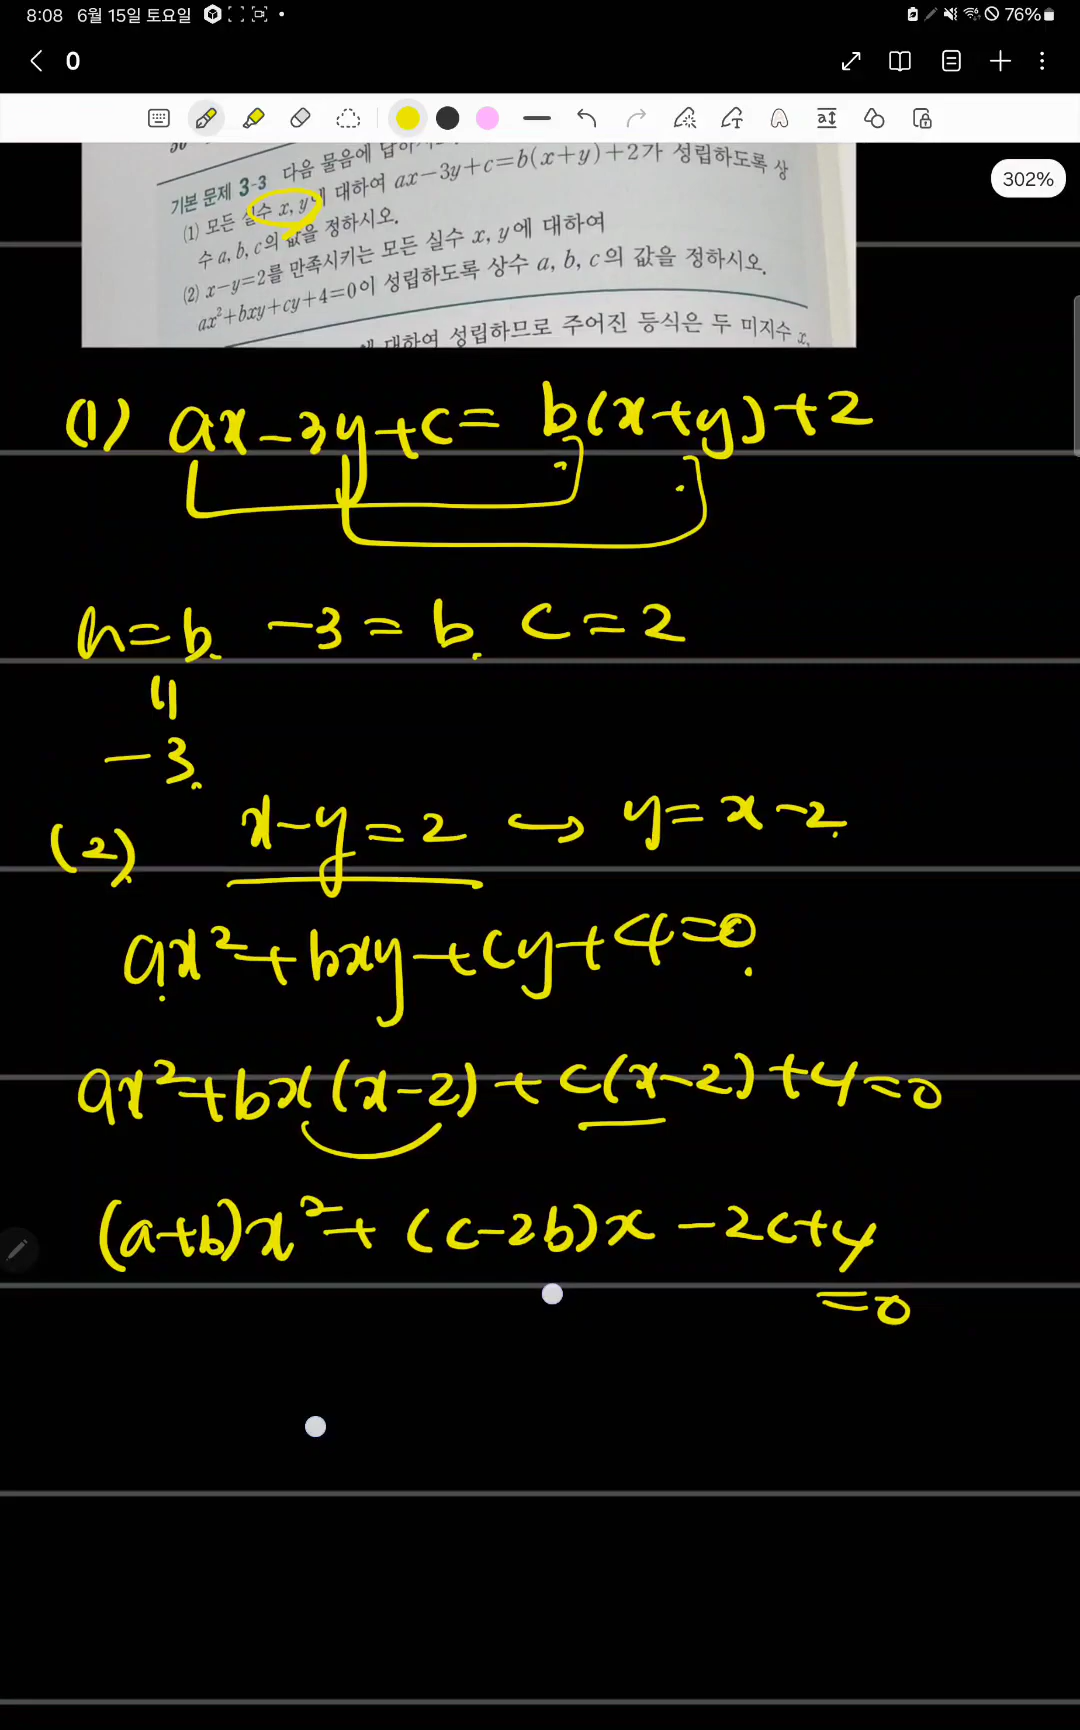 8:08 6월 15일 토요일 76%
0
302%
기본 문제 3-3 다음 물음에 답하
(1) 모든 실수 x, y에 대하여 ax-3y+c=b(x+y)+2가 성립하도록 상
수 a, b, c의 값을 정하시오.
(2) x-y=2를 만족시키는 모든 실수 x, y에 대하여
ax²+bxy+cy+4=0이 성립하도록 상수 a, b, c의 값을 정하시오.
대하여 성립하므로 주어진 등식은 두 미지수 x,
(1) ax-3y+c= b(x+y)+2
a=b -3=b. c=2
=
-3.
(2) x-y=2 → y=x-2
ax²+bxy+cy+4=0
ax²+bx(x-2)+c(x-2)+4=0
(a+b)x²+(c-2b)x-2c+4
=0